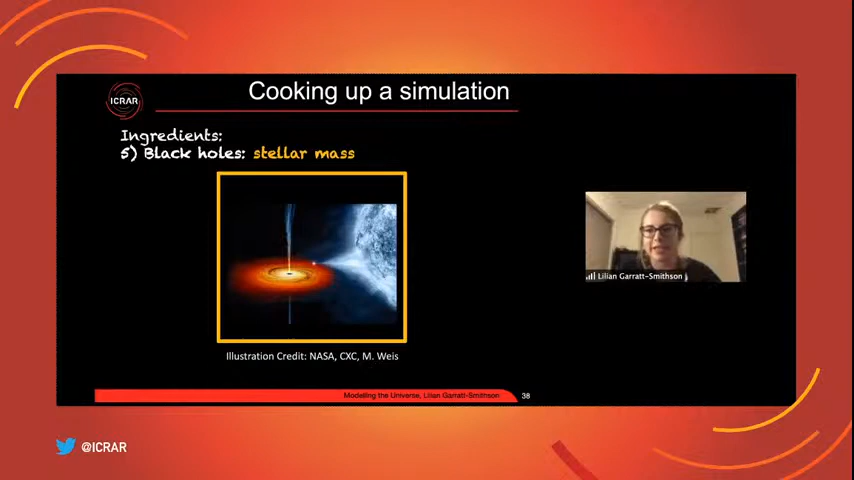 ICRAR
Cooking up a simulation
Ingredients:
5) Black holes: stellar mass
Lilian Garratt-Smithson
Illustration Credit: NASA, CXC, M. Weis
Modelling the Universe, Lilian Garratt-Smithson
38
@ICRAR